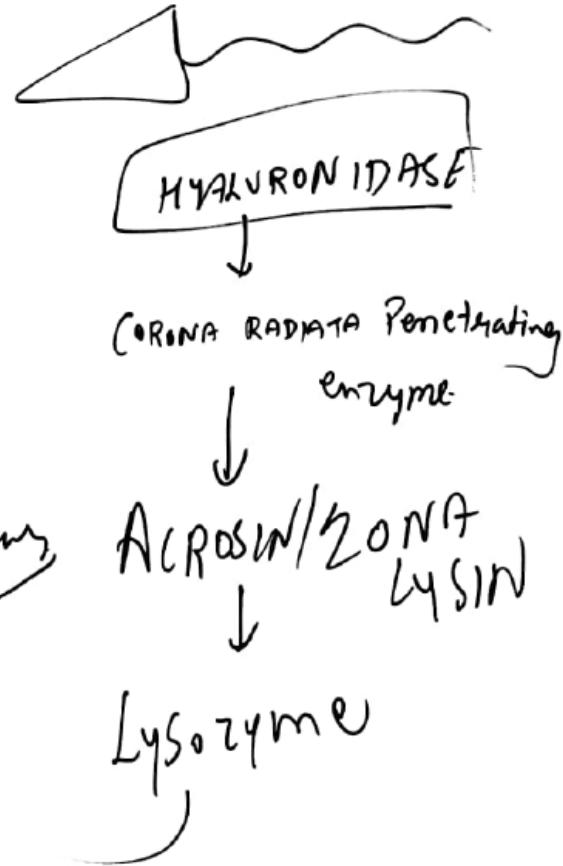 HYALURONIDASE
CORONA RADIATA Penetrating
enzyme
ACROSIN/ZONA
LYSIN
Lysozyme